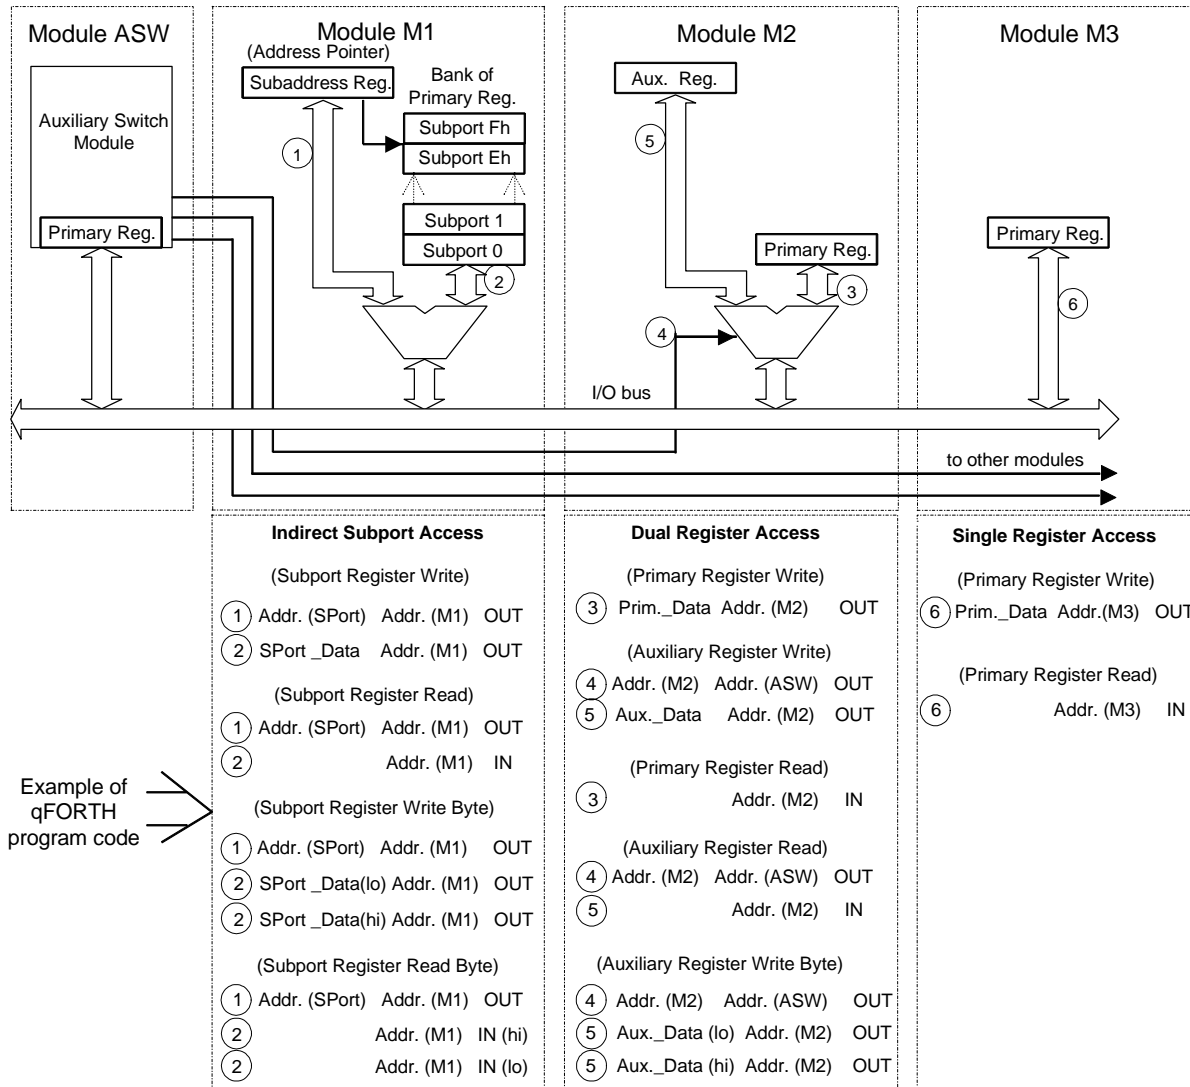 Module ASW
Auxiliary Switch
Module
Primary Reg.
Module M1
(Address Pointer)
Subaddress Reg.
Bank of
Primary Reg.
Subport Fh
Subport Eh
Subport 1
Subport 0
1
2
Module M2
Aux. Reg.
5
Primary Reg.
3
4
Module M3
Primary Reg.
6
I/O bus
to other modules
Example of
qFORTH
program code
Indirect Subport Access
(Subport Register Write)
1 Addr. (SPort) Addr. (M1) OUT
2 SPort _Data Addr. (M1) OUT
(Subport Register Read)
1 Addr. (SPort) Addr. (M1) OUT
2 Addr. (M1) IN
(Subport Register Write Byte)
1 Addr. (SPort) Addr. (M1) OUT
2 SPort _Data(lo) Addr. (M1) OUT
2 SPort _Data(hi) Addr. (M1) OUT
(Subport Register Read Byte)
1 Addr. (SPort) Addr. (M1) OUT
2 Addr. (M1) IN (hi)
2 Addr. (M1) IN (lo)
Dual Register Access
(Primary Register Write)
3 Prim._Data Addr. (M2) OUT
(Auxiliary Register Write)
4 Addr. (M2) Addr. (ASW) OUT
5 Aux._Data Addr. (M2) OUT
(Primary Register Read)
3 Addr. (M2) IN
(Auxiliary Register Read)
4 Addr. (M2) Addr. (ASW) OUT
5 Addr. (M2) IN
(Auxiliary Register Write Byte)
4 Addr. (M2) Addr. (ASW) OUT
5 Aux._Data (lo) Addr. (M2) OUT
5 Aux._Data (hi) Addr. (M2) OUT
Single Register Access
(Primary Register Write)
6 Prim._Data Addr.(M3) OUT
(Primary Register Read)
6 Addr. (M3) IN